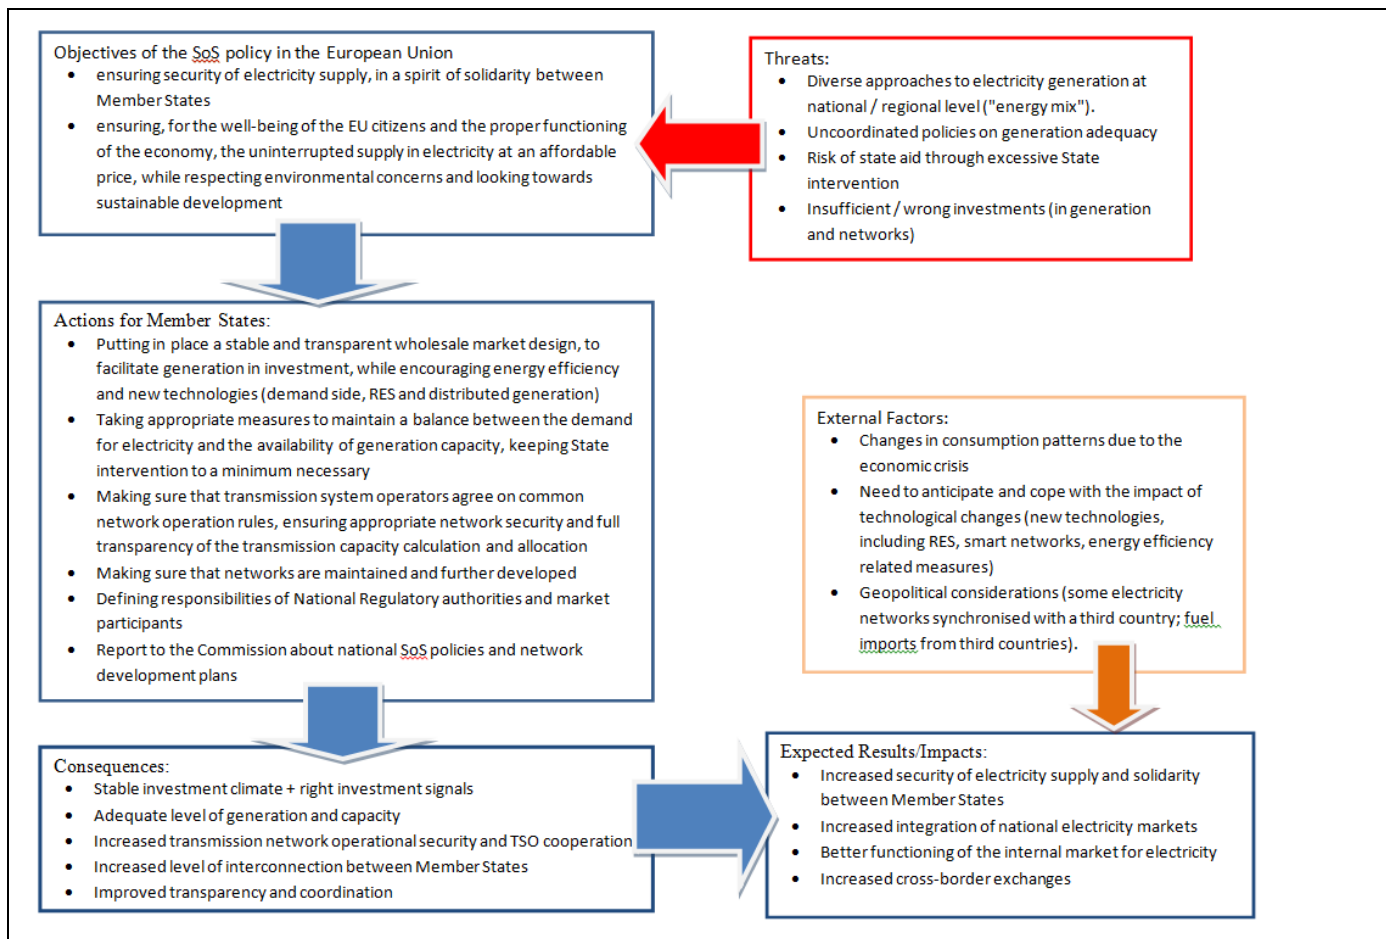 Objectives of the SoS policy in the European Union
• ensuring security of electricity supply, in a spirit of solidarity between
Member States
• ensuring, for the well-being of the EU citizens and the proper functioning
of the economy, the uninterrupted supply in electricity at an affordable
price, while respecting environmental concerns and looking towards
sustainable development
Threats:
• Diverse approaches to electricity generation at
national / regional level ("energy mix").
• Uncoordinated policies on generation adequacy
• Risk of state aid through excessive State
intervention
• Insufficient / wrong investments (in generation
and networks)
Actions for Member States:
• Putting in place a stable and transparent wholesale market design, to
facilitate generation in investment, while encouraging energy efficiency
and new technologies (demand side, RES and distributed generation)
• Taking appropriate measures to maintain a balance between the demand
for electricity and the availability of generation capacity, keeping State
intervention to a minimum necessary
• Making sure that transmission system operators agree on common
network operation rules, ensuring appropriate network security and full
transparency of the transmission capacity calculation and allocation
• Making sure that networks are maintained and further developed
• Defining responsibilities of National Regulatory authorities and market
participants
• Report to the Commission about national SoS policies and network
development plans
External Factors:
• Changes in consumption patterns due to the
economic crisis
• Need to anticipate and cope with the impact of
technological changes (new technologies,
including RES, smart networks, energy efficiency
related measures)
• Geopolitical considerations (some electricity
networks synchronised with a third country; fuel
imports from third countries).
Consequences:
• Stable investment climate + right investment signals
• Adequate level of generation and capacity
• Increased transmission network operational security and TSO cooperation
• Increased level of interconnection between Member States
• Improved transparency and coordination
Expected Results/Impacts:
• Increased security of electricity supply and solidarity
between Member States
• Increased integration of national electricity markets
• Better functioning of the internal market for electricity
• Increased cross-border exchanges